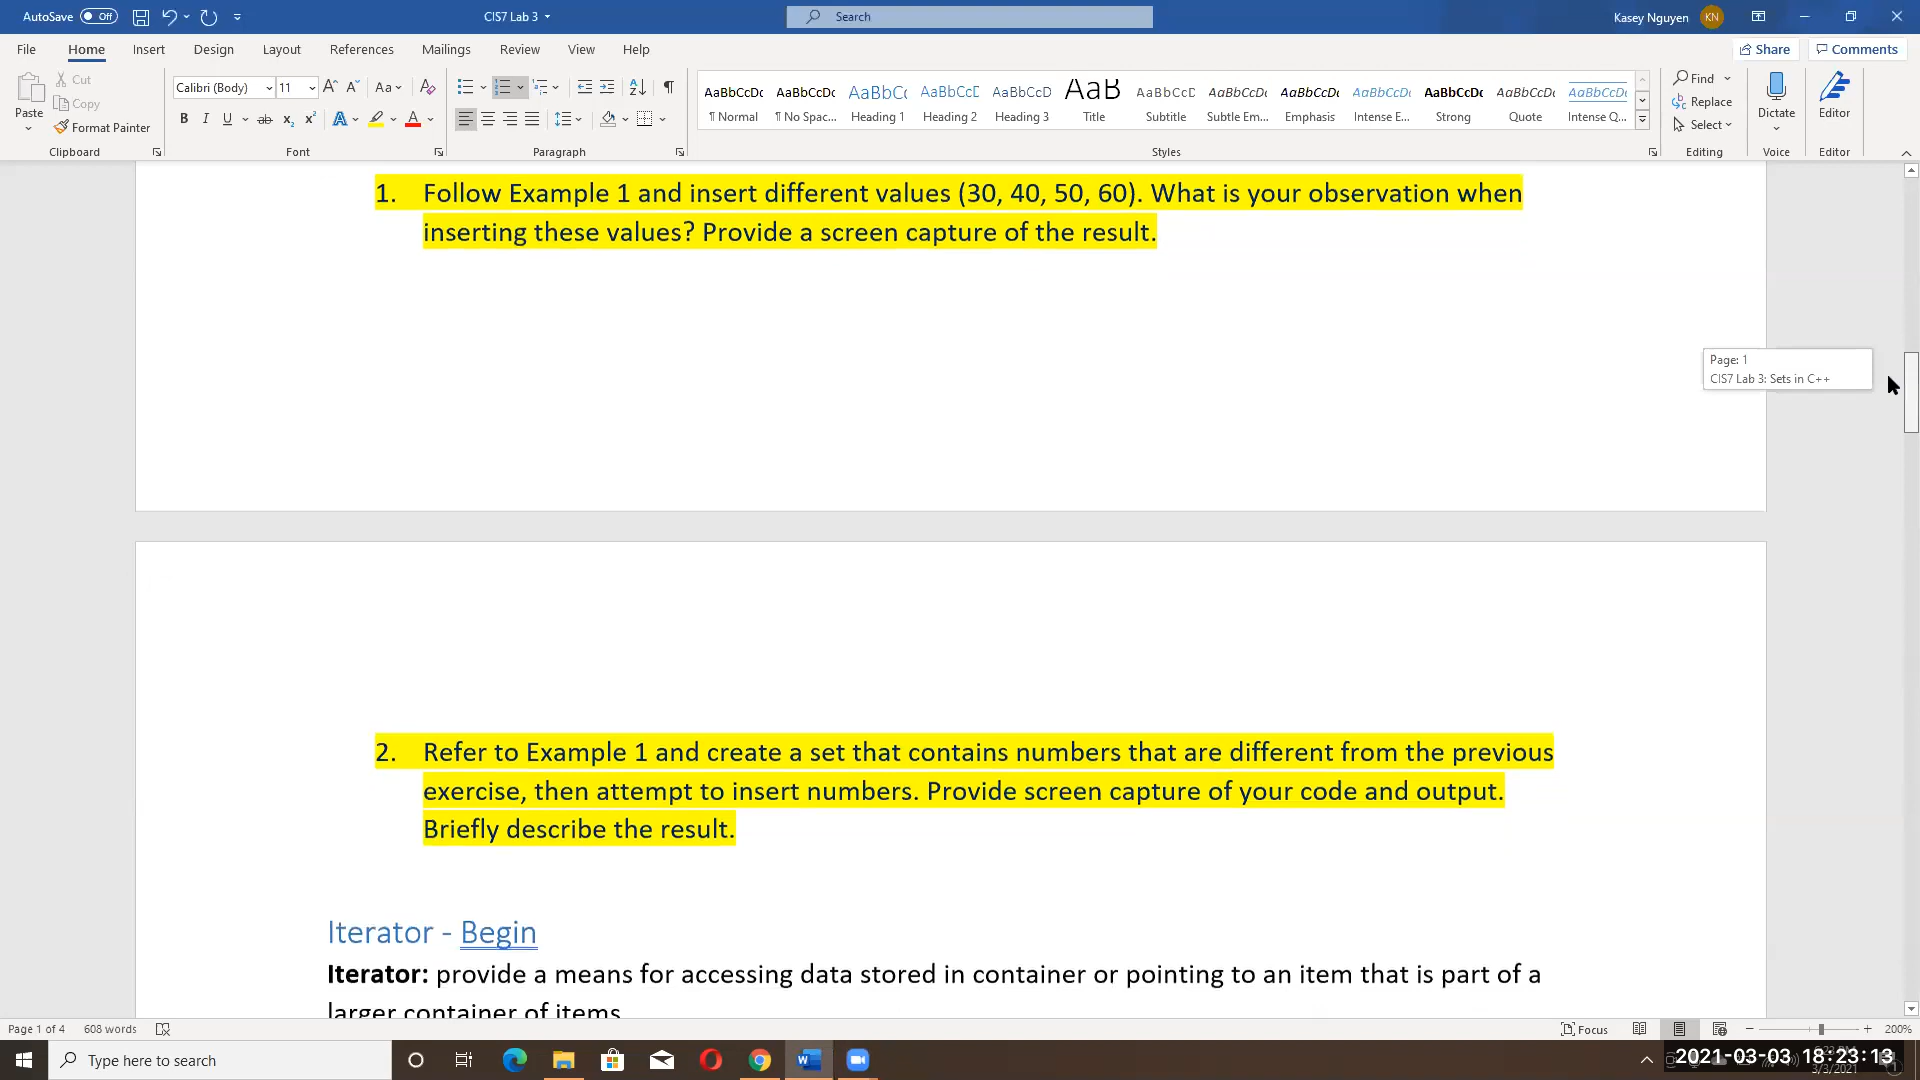 AutoSave Off
CIS7 Lab 3
Search
Kasey Nguyen KN
File Home Insert Design Layout References Mailings Review View Help
Share Comments
Paste
Cut
Copy
Format Painter
Clipboard
Calibri (Body) 11
Font
Paragraph
AaBbCcDc AaBbCcDc AaBbCc AaBbCcD AaBbCcD AaB AaBbCcD AaBbCcDc AaBbCcDc AaBbCcDc AaBbCcDc AaBbCcDc AaBbCcDc
¶ Normal ¶ No Spac... Heading 1 Heading 2 Heading 3 Title Subtitle Subtle Em... Emphasis Intense E... Strong Quote Intense Q...
Styles
Find
Replace
Select
Editing
Dictate
Voice
Editor
Editor
1. Follow Example 1 and insert different values (30, 40, 50, 60). What is your observation when
inserting these values? Provide a screen capture of the result.
Page: 1
CIS7 Lab 3: Sets in C++
2. Refer to Example 1 and create a set that contains numbers that are different from the previous
exercise, then attempt to insert numbers. Provide screen capture of your code and output.
Briefly describe the result.
Iterator - Begin
Iterator: provide a means for accessing data stored in container or pointing to an item that is part of a
larger container of items
Page 1 of 4 608 words
Focus
200%
Type here to search
2021-03-03 18:23:13
3/3/2021